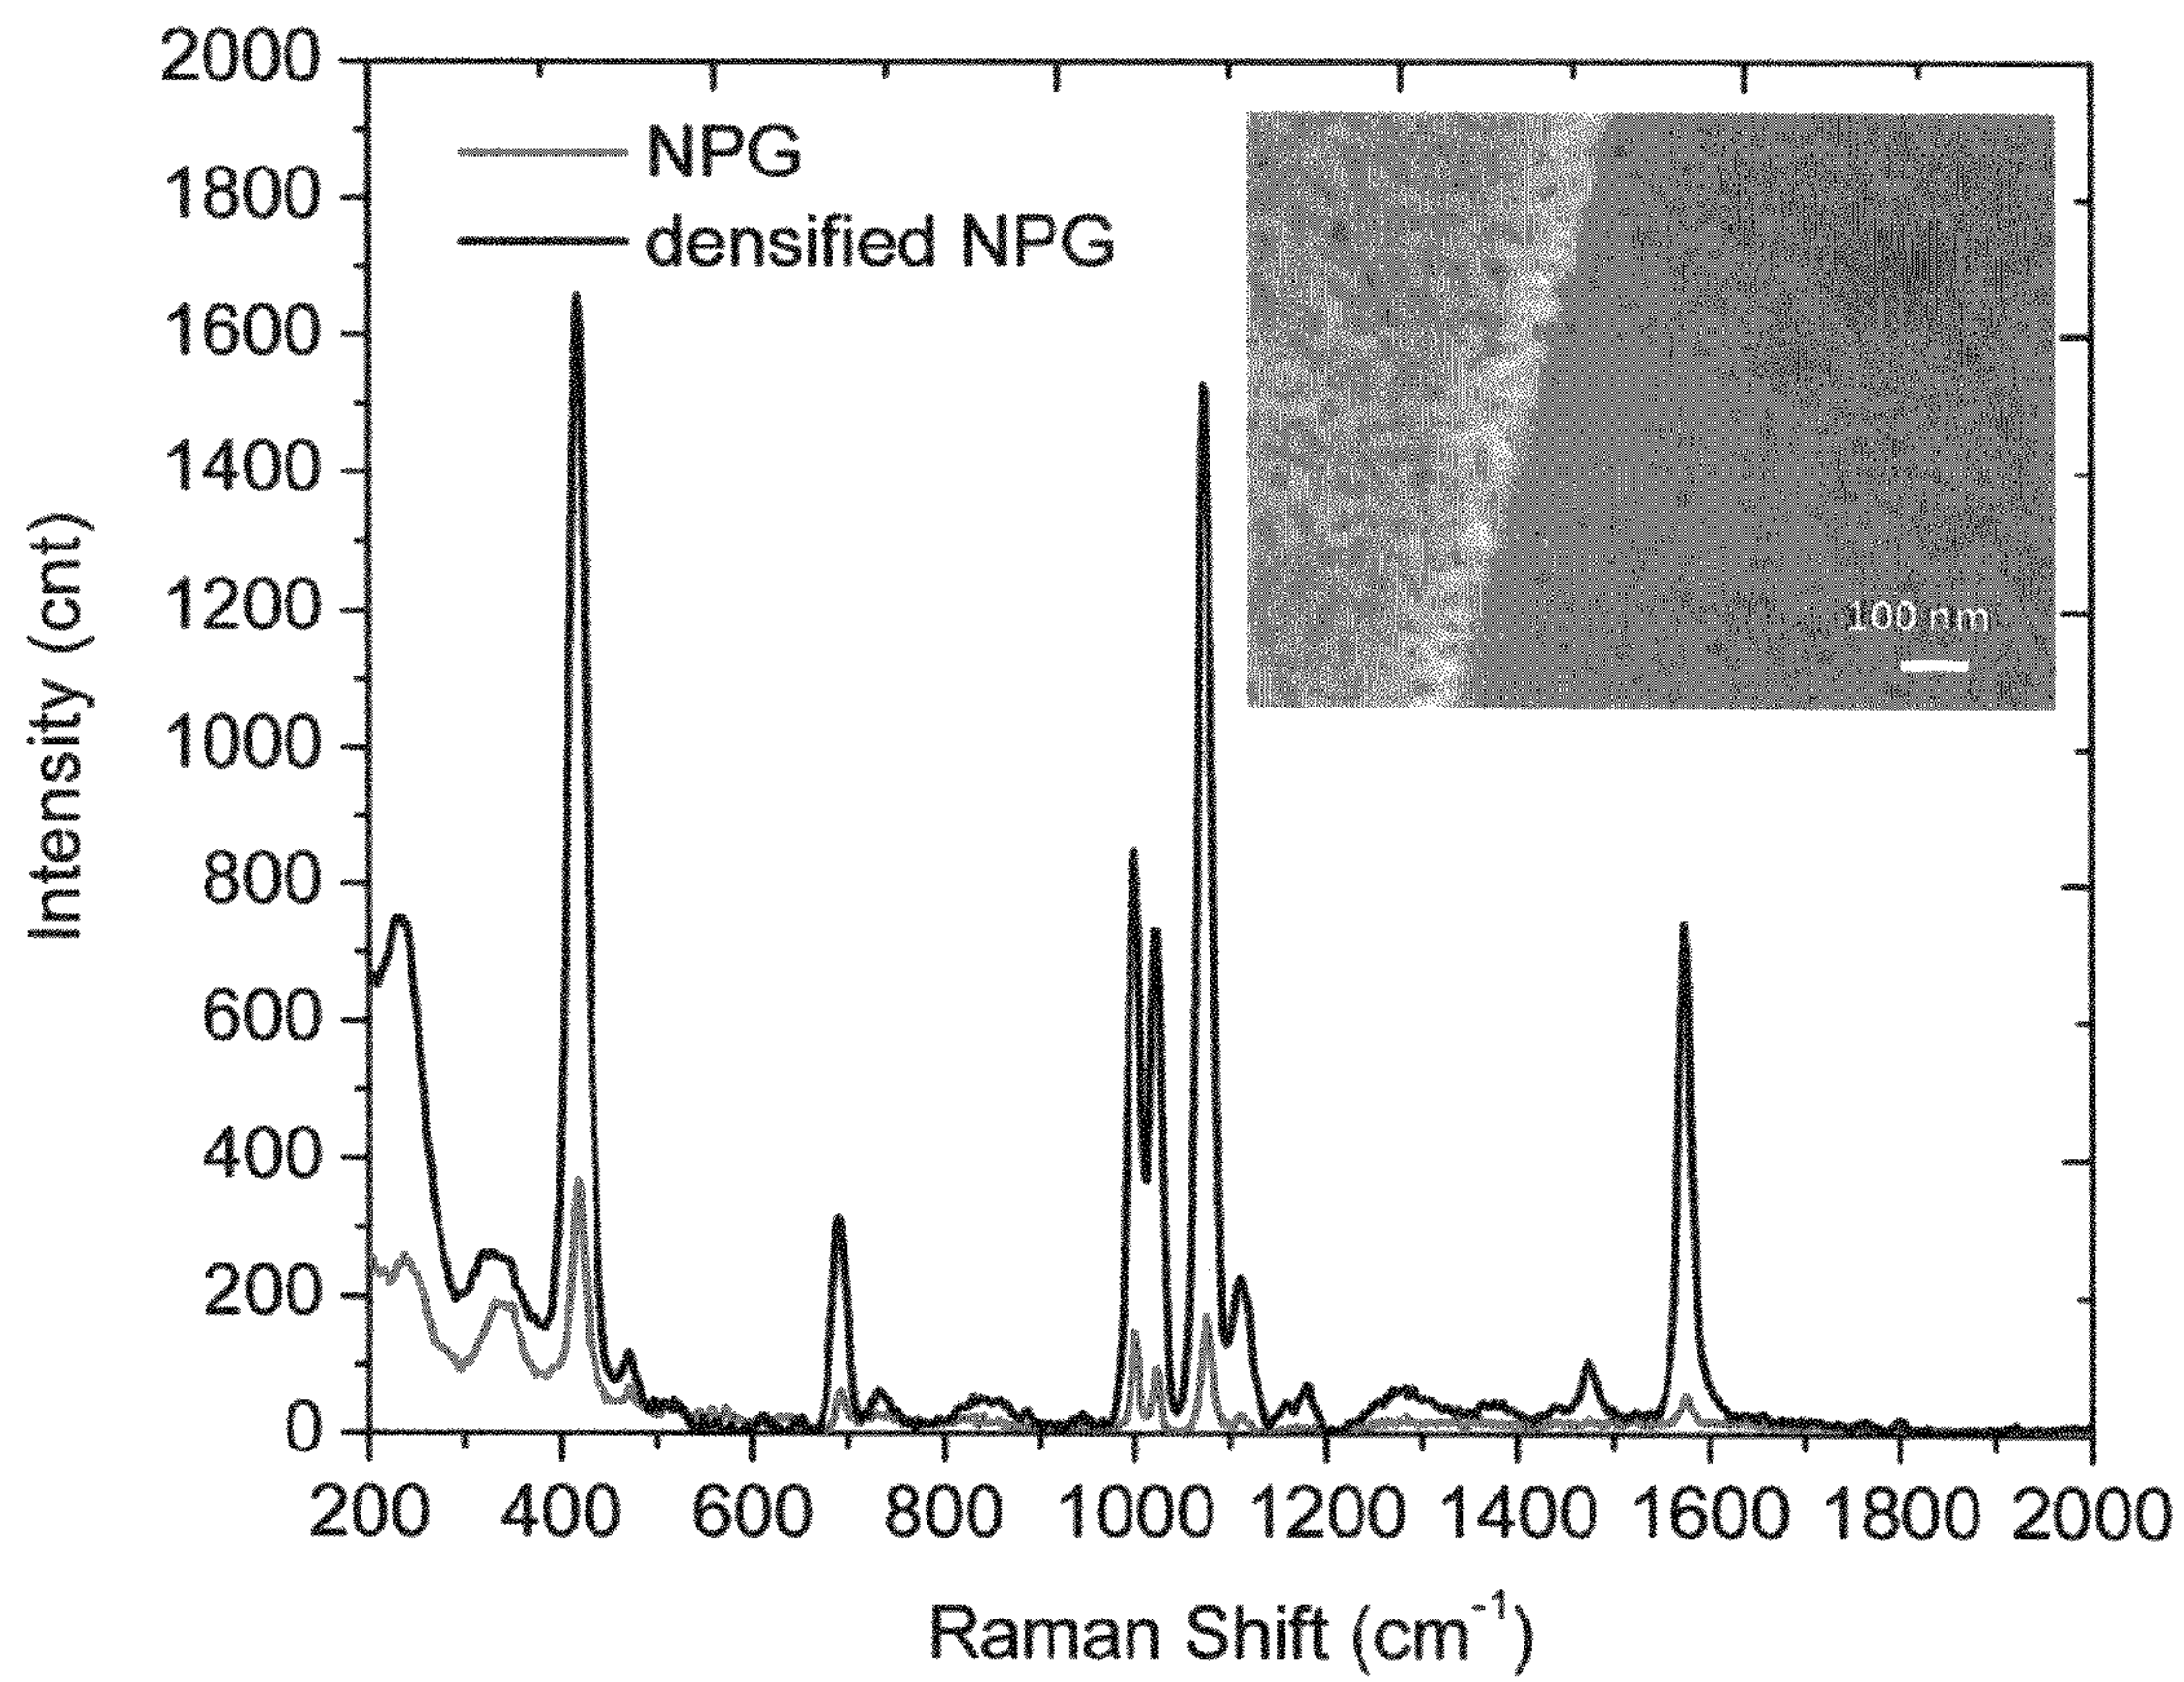 2000
1800
1600
1400
1200
1000
800
600
400
200
0
Intensity (cnt)
NPG
densified NPG
100 nm
200 400 600 800 1000 1200 1400 1600 1800 2000
Raman Shift (cm⁻¹)